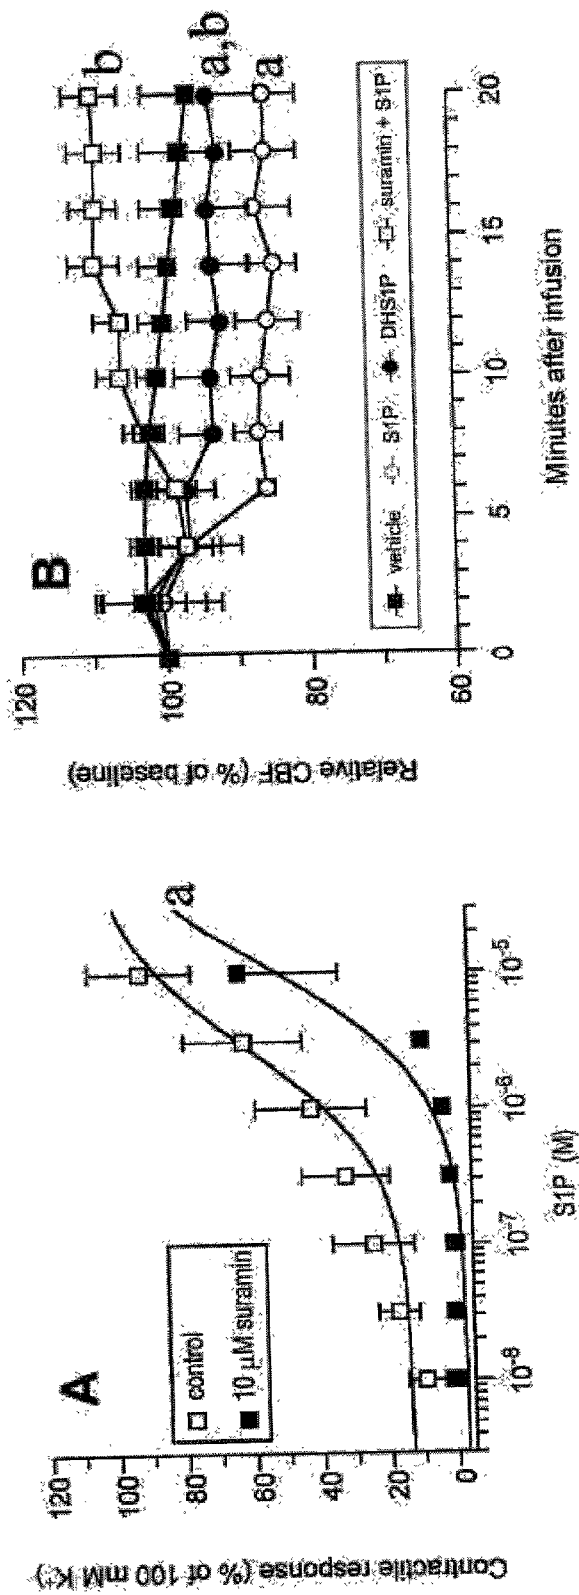 A
Contractile response (% of 100 mM K⁺)
120
100
80
60
40
20
0
control
10 μM suramin
a
10⁻⁸
10⁻⁷
10⁻⁶
10⁻⁵
S1P (M)
B
Relative CBF (% of baseline)
120
100
80
60
b
a,b
a
vehicle S1P DHS1P suramin + S1P
0 5 10 15 20
Minutes after infusion